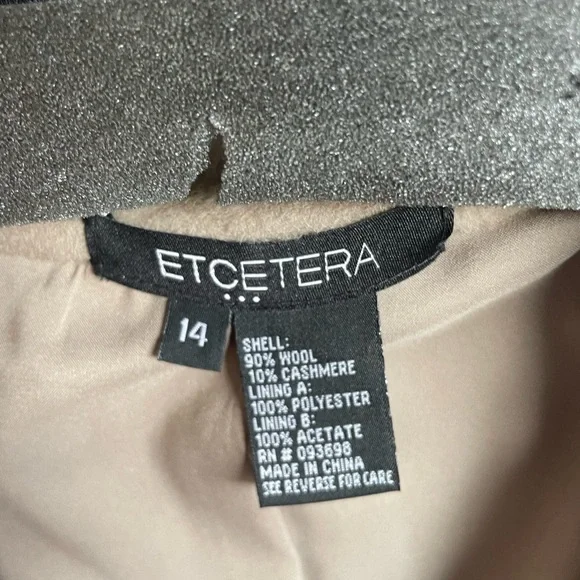 ETCETERA
...
14
SHELL:
90% WOOL
10% CASHMERE
LINING A:
100% POLYESTER
LINING B:
100% ACETATE
RN # 093698
MADE IN CHINA
SEE REVERSE FOR CARE